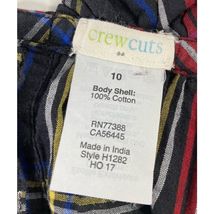 crewcuts
10
Body Shell:
100% Cotton
RN77388
CA56445
Made in India
Style H1282
HO 17